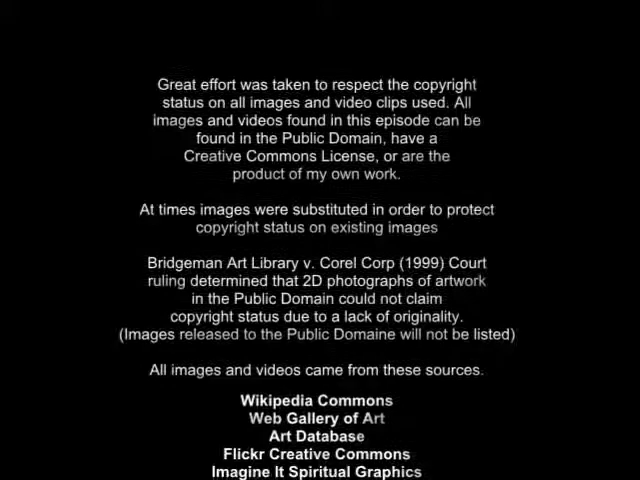 Great effort was taken to respect the copyright
status on all images and video clips used. All
images and videos found in this episode can be
found in the Public Domain, have a
Creative Commons License, or are the
product of my own work.
At times images were substituted in order to protect
copyright status on existing images
Bridgeman Art Library v. Corel Corp (1999) Court
ruling determined that 2D photographs of artwork
in the Public Domain could not claim
copyright status due to a lack of originality.
(Images released to the Public Domaine will not be listed)
All images and videos came from these sources.
Wikipedia Commons
Web Gallery of Art
Art Database
Flickr Creative Commons
Imagine It Spiritual Graphics